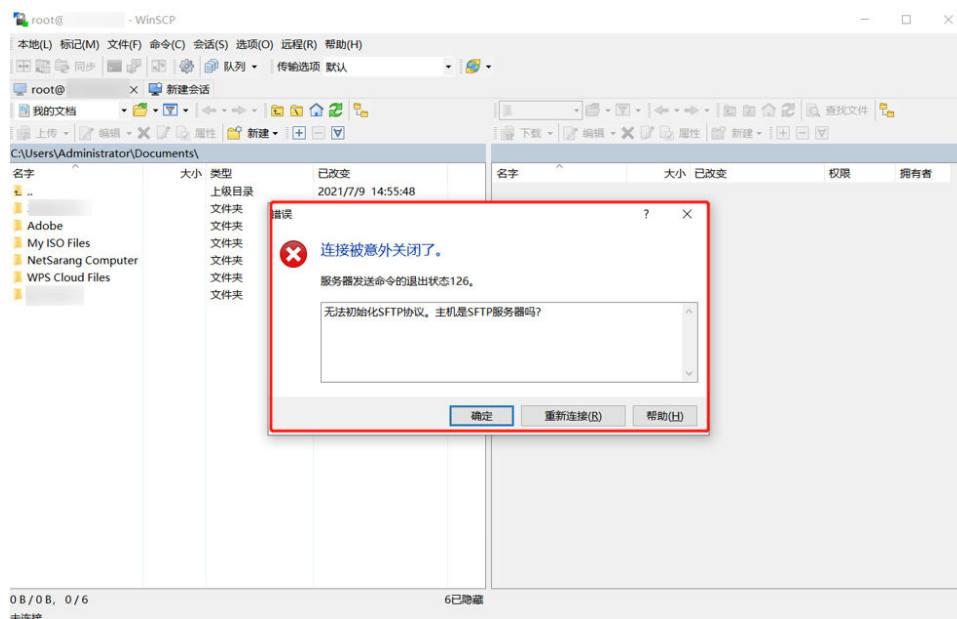 root@ - WinSCP
本地(L) 标记(M) 文件(F) 命令(C) 会话(S) 选项(O) 远程(R) 帮助(H)
同步 队列 传输选项 默认
root@ 新建会话
我的文档 查找文件
上传 编辑 属性 新建 下载 编辑 属性 新建
C:\Users\Administrator\Documents\
名字 大小 类型 已改变 名字 大小 已改变 权限 拥有者
.. 上级目录 2021/7/9 14:55:48
文件夹
Adobe 文件夹
My ISO Files 文件夹
NetSarang Computer 文件夹
WPS Cloud Files 文件夹
文件夹
错误
连接被意外关闭了。
服务器发送命令的退出状态126。
无法初始化SFTP协议。主机是SFTP服务器吗?
确定 重新连接(R) 帮助(H)
0 B / 0 B, 0 / 6 6已隐藏
未连接